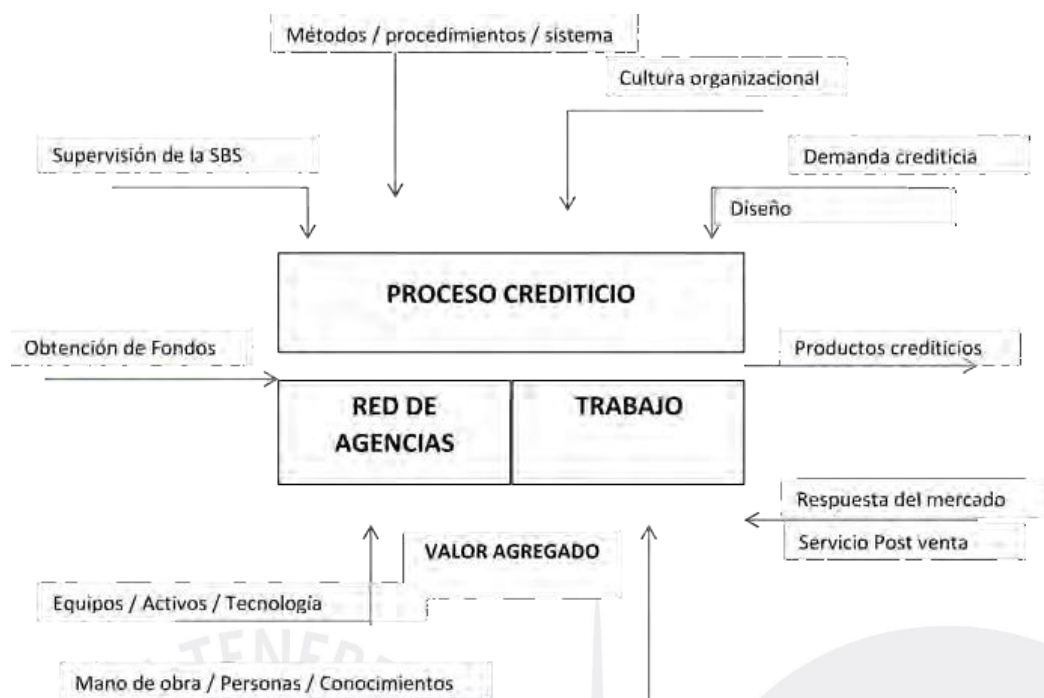 Métodos / procedimientos / sistema
Cultura organizacional
Supervisión de la SBS
Demanda crediticia
Diseño
PROCESO CREDITICIO
Obtención de Fondos
Productos crediticios
RED DE
AGENCIAS
TRABAJO
Respuesta del mercado
Servicio Post venta
VALOR AGREGADO
Equipos / Activos / Tecnología
Mano de obra / Personas / Conocimientos